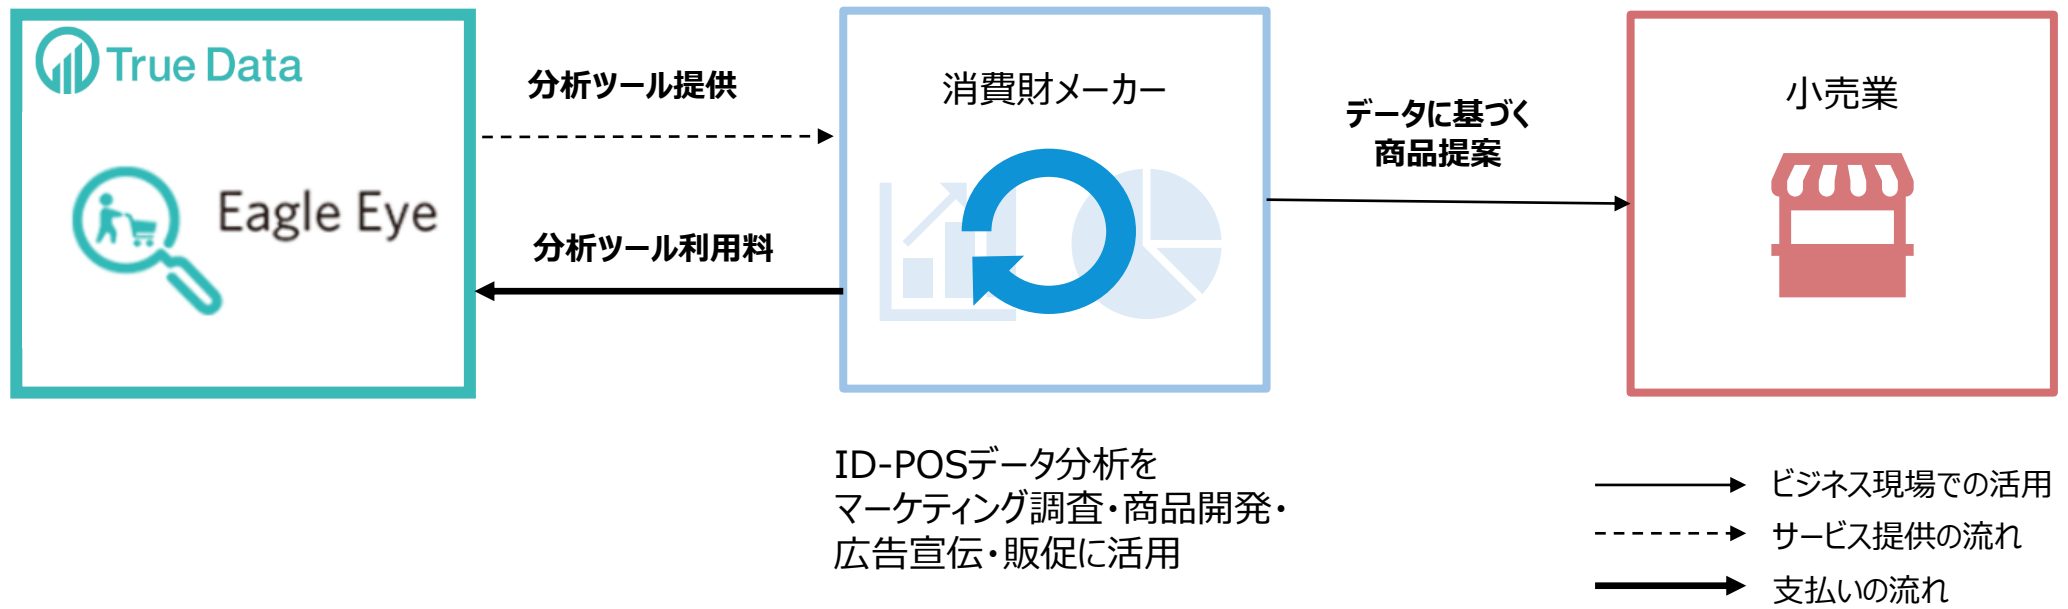 True Data
Eagle Eye
分析ツール提供
分析ツール利用料
消費財メーカー
データに基づく
商品提案
小売業
ID-POSデータ分析を
マーケティング調査・商品開発・
広告宣伝・販促に活用
ビジネス現場での活用
サービス提供の流れ
支払いの流れ